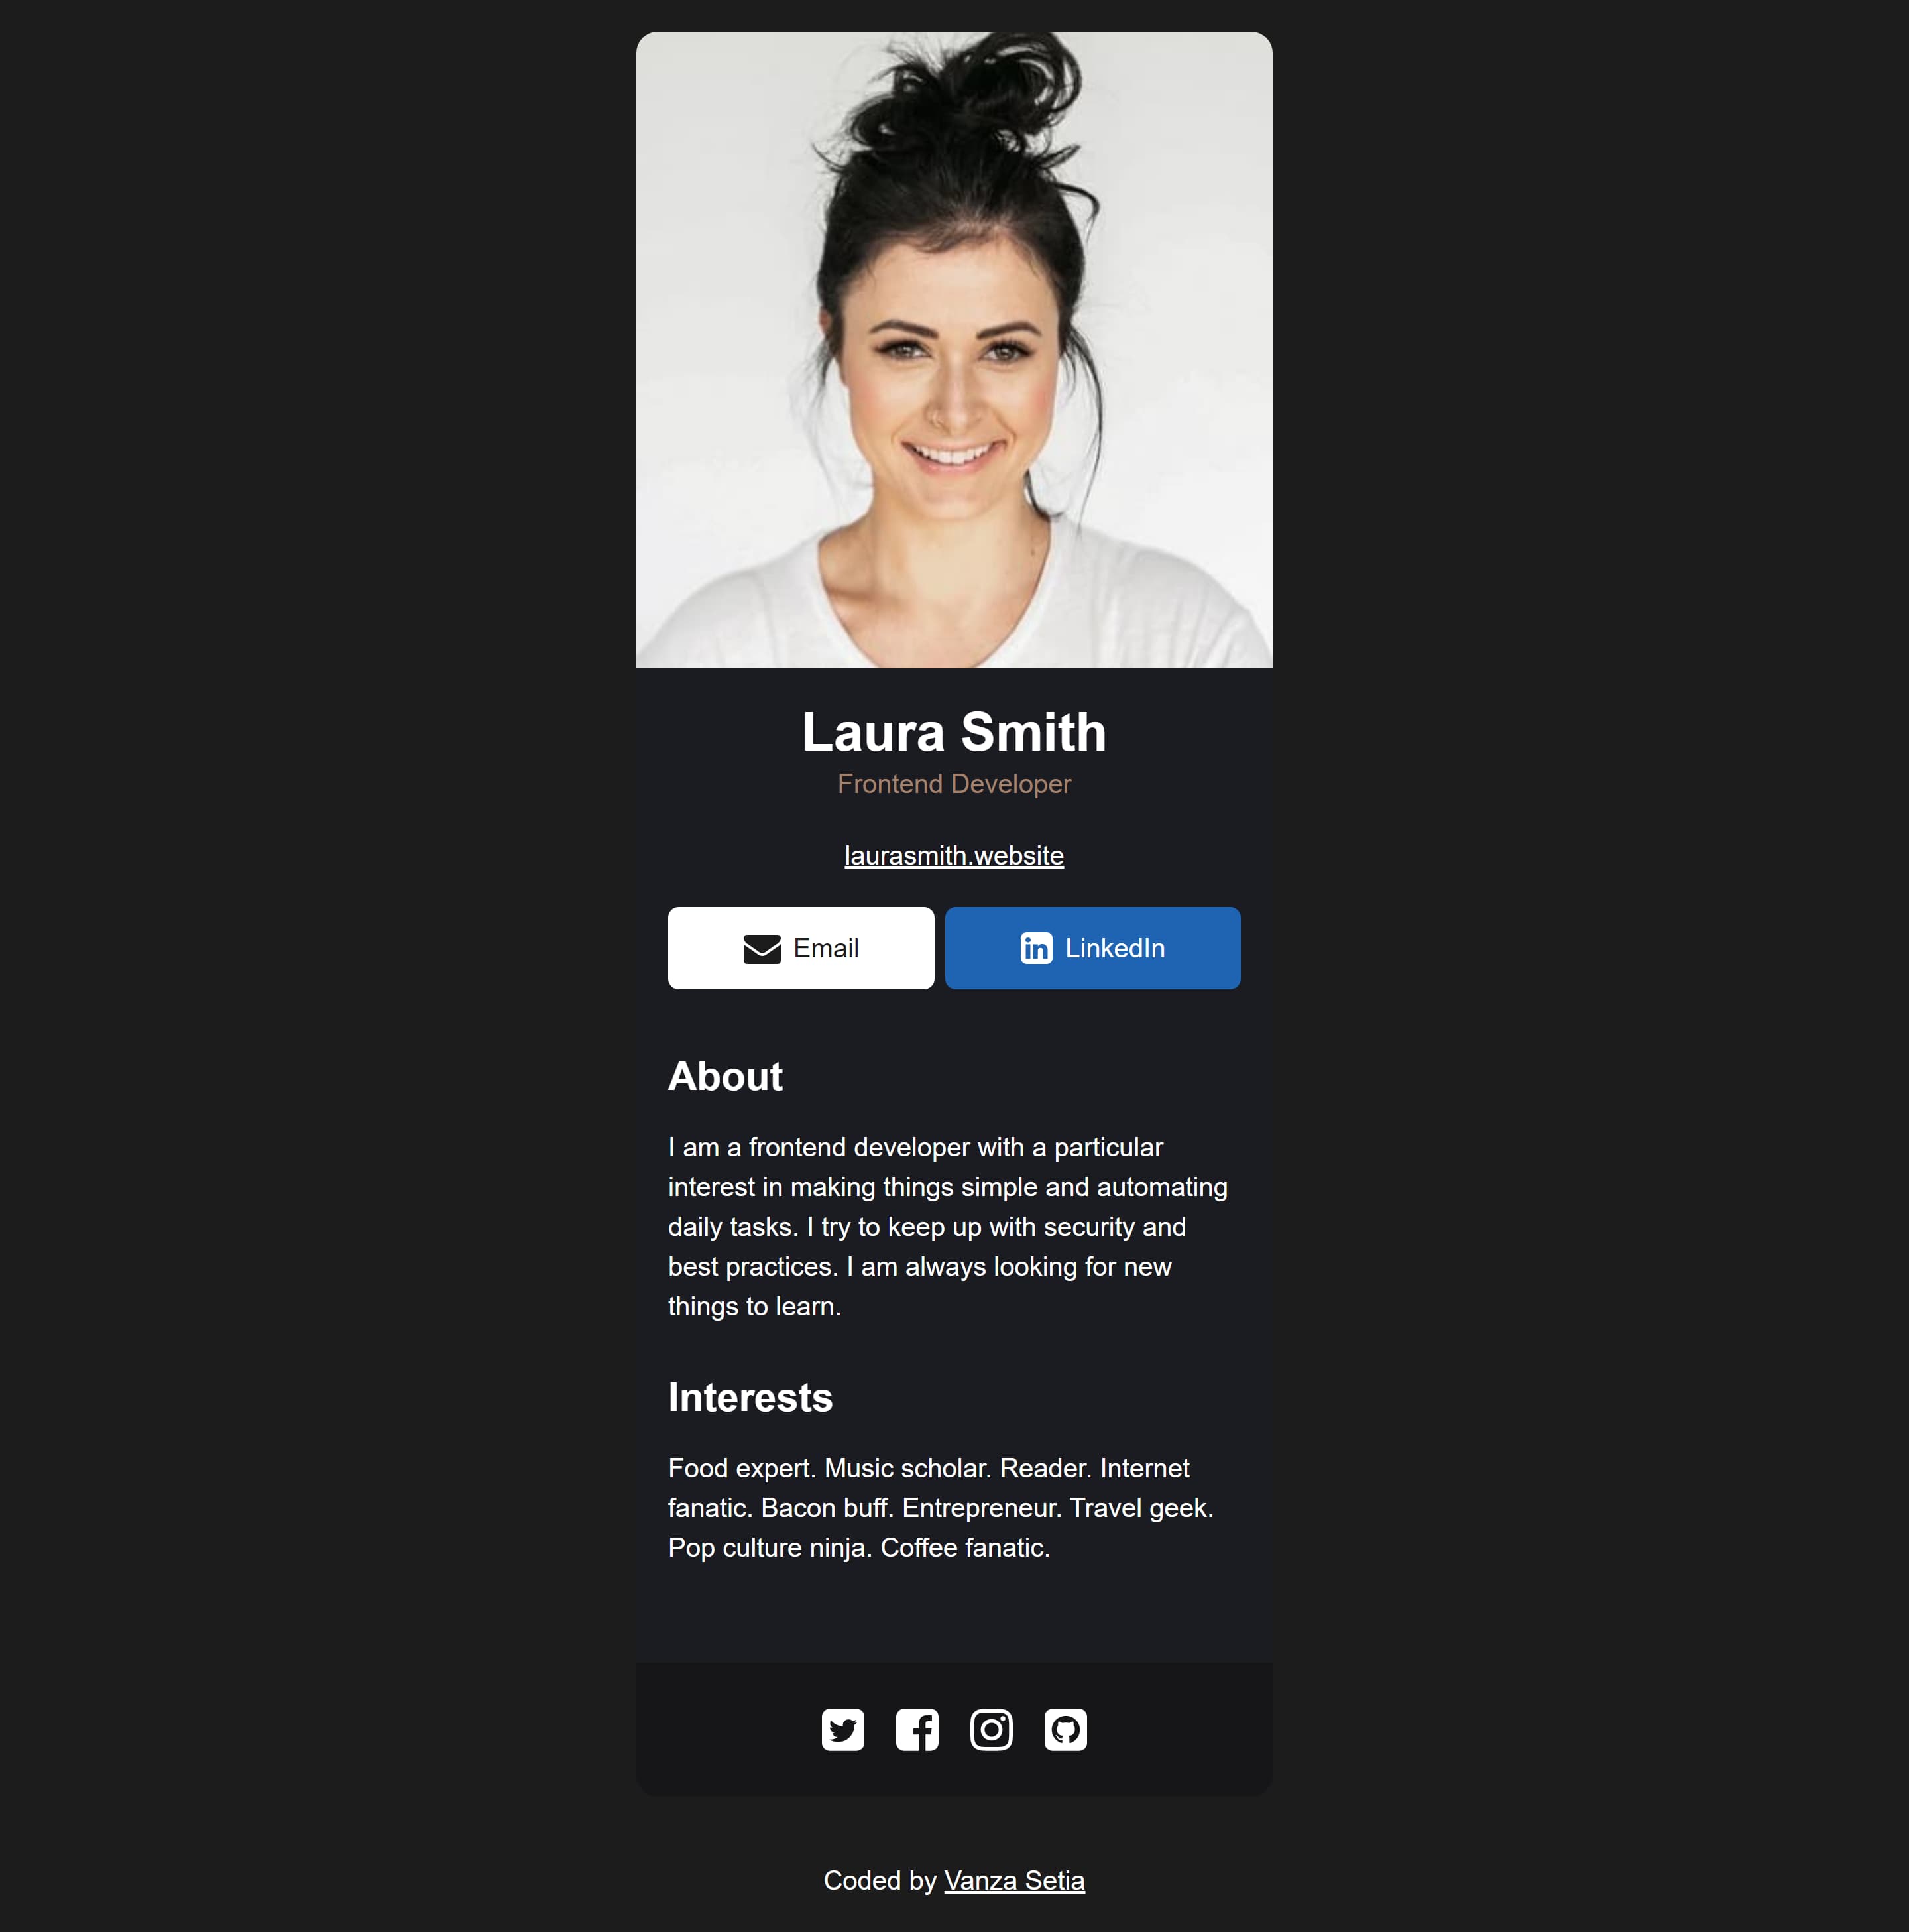 Laura Smith
Frontend Developer
laurasmith.website
Email
LinkedIn
About
I am a frontend developer with a particular
interest in making things simple and automating
daily tasks. I try to keep up with security and
best practices. I am always looking for new
things to learn.
Interests
Food expert. Music scholar. Reader. Internet
fanatic. Bacon buff. Entrepreneur. Travel geek.
Pop culture ninja. Coffee fanatic.
Coded by Vanza Setia